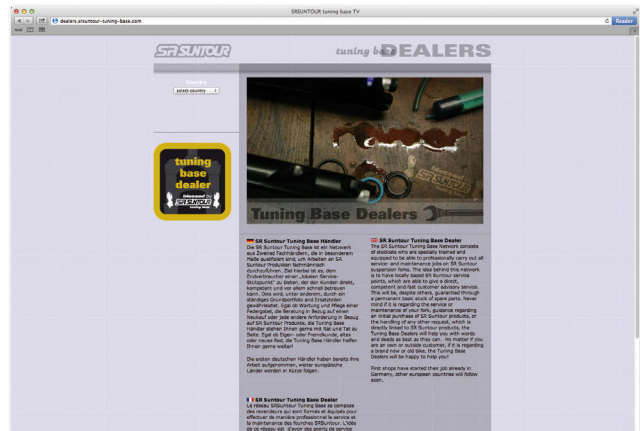 SRSUNTOUR tuning base TV
dealers.srsuntour-tuning-base.com
Reader
SR SUNTOUR
tuning base DEALERS
Country
select country
tuning
base
dealer
blessed by
SR SUNTOUR
tuning base
Tuning Base Dealers
SR Suntour Tuning Base Händler
Die SR Suntour Tuning Base ist ein Netzwerk
aus Zweirad Fachhändlern, die in besonderem
Maße qualifiziert sind, um Arbeiten an SR
Suntour Produkten fachmännisch
durchzuführen. Ziel hierbei ist es, dem
Endverbraucher einen „lokalen Service-
Stützpunkt" zu bieten, der den Kunden direkt,
kompetent und vor allem schnell betreuen
kann. Dies wird, unter anderem, durch ein
ständiges Grundportfolio and Ersatzteilen
gewährleistet. Egal ob Wartung und Pflege einer
Federgabel, die Beratung in Bezug auf einen
Neukauf oder jede andere Anforderung in Bezug
auf SR Suntour Produkte, die Tuning Base
Händler stehen Ihnen gerne mit Rat und Tat zu
Seite. Egal ob Eigen- oder Fremdkunde, altes
oder neues Rad, die Tuning Base Händler helfen
Ihnen gerne weiter!
Die ersten deutschen Händler haben bereits ihre
Arbeit aufgenommen, weiter europäische
Länder werden in Kürze folgen.
SR Suntour Tuning Base Dealer
The SR Suntour Tuning Base Network consists
of stockists who are specially trained and
equipped to be able to professionally carry out all
service- and maintenance jobs on SR Suntour
suspension forks. The idea behind this network
is to have locally based SR Suntour service
points, which are able to give a direct,
competent and fast customer advisory service.
This will be, despite others, guaranteed through
a permanent basic stock of spare parts. Never
mind if it is regarding the service or
maintenance of your fork, guidance regarding
an initial purchase of SR Suntour products, or
the handling of any other request, which is
directly linked to SR Suntour products, the
Tuning Base Dealers will help you with words
and deeds as best as they can. No matter if you
are an own or outside customer, if it is regarding
a brand new or old bike, the Tuning Base
Dealers will be happy to help you!
First shops have started their job already in
Germany, other european countries will follow
soon.
SR Suntour Tuning Base Dealer
Le réseau SRSuntour Tuning Base se compose
des revendeurs qui sont formés et équipés pour
effectuer de manière professionnel le service et
la maintenance des fourches SRSuntour. L'idée
de ce réseau est d'avoir des points de service